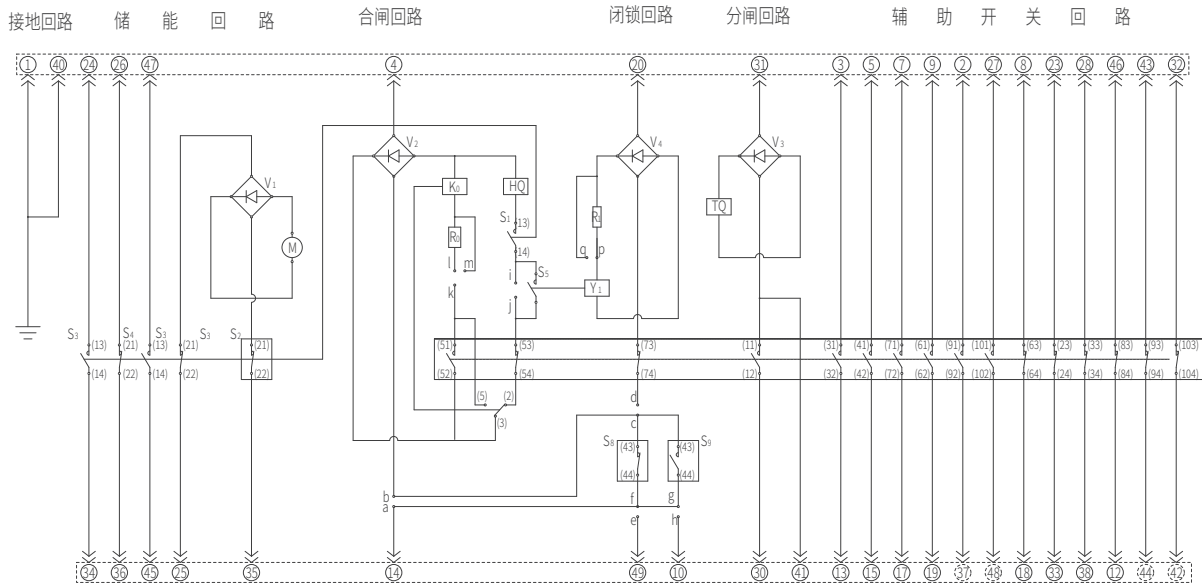 接地回路 储能回路 合闸回路 闭锁回路 分闸回路 辅助开关回路
1 40 24 26 47 4 20 31 3 5 7 9 2 27 8 23 28 46 43 32
V2 V4 V3
V1 K0 HQ R1 TQ
S1 (13)
M R0 (14)
q p
l m i S5
k j Y1
S3 (13) S4 (21) S3 (13) (21) S3 S2 (21) (51) (53) (73) (11) (31) (41) (71) (61) (91) (101) (63) (23) (33) (83) (93) (103)
(14) (22) (14) (22) (22) (52) (54) (74) (12) (32) (42) (72) (62) (92) (102) (64) (24) (34) (84) (94) (104)
(5) (2) d
(3) c
S8 (43) (43) S9
(44) (44)
b f g
a
e h
34 36 45 25 35 14 49 10 30 41 13 15 17 19 37 48 18 33 38 12 44 42